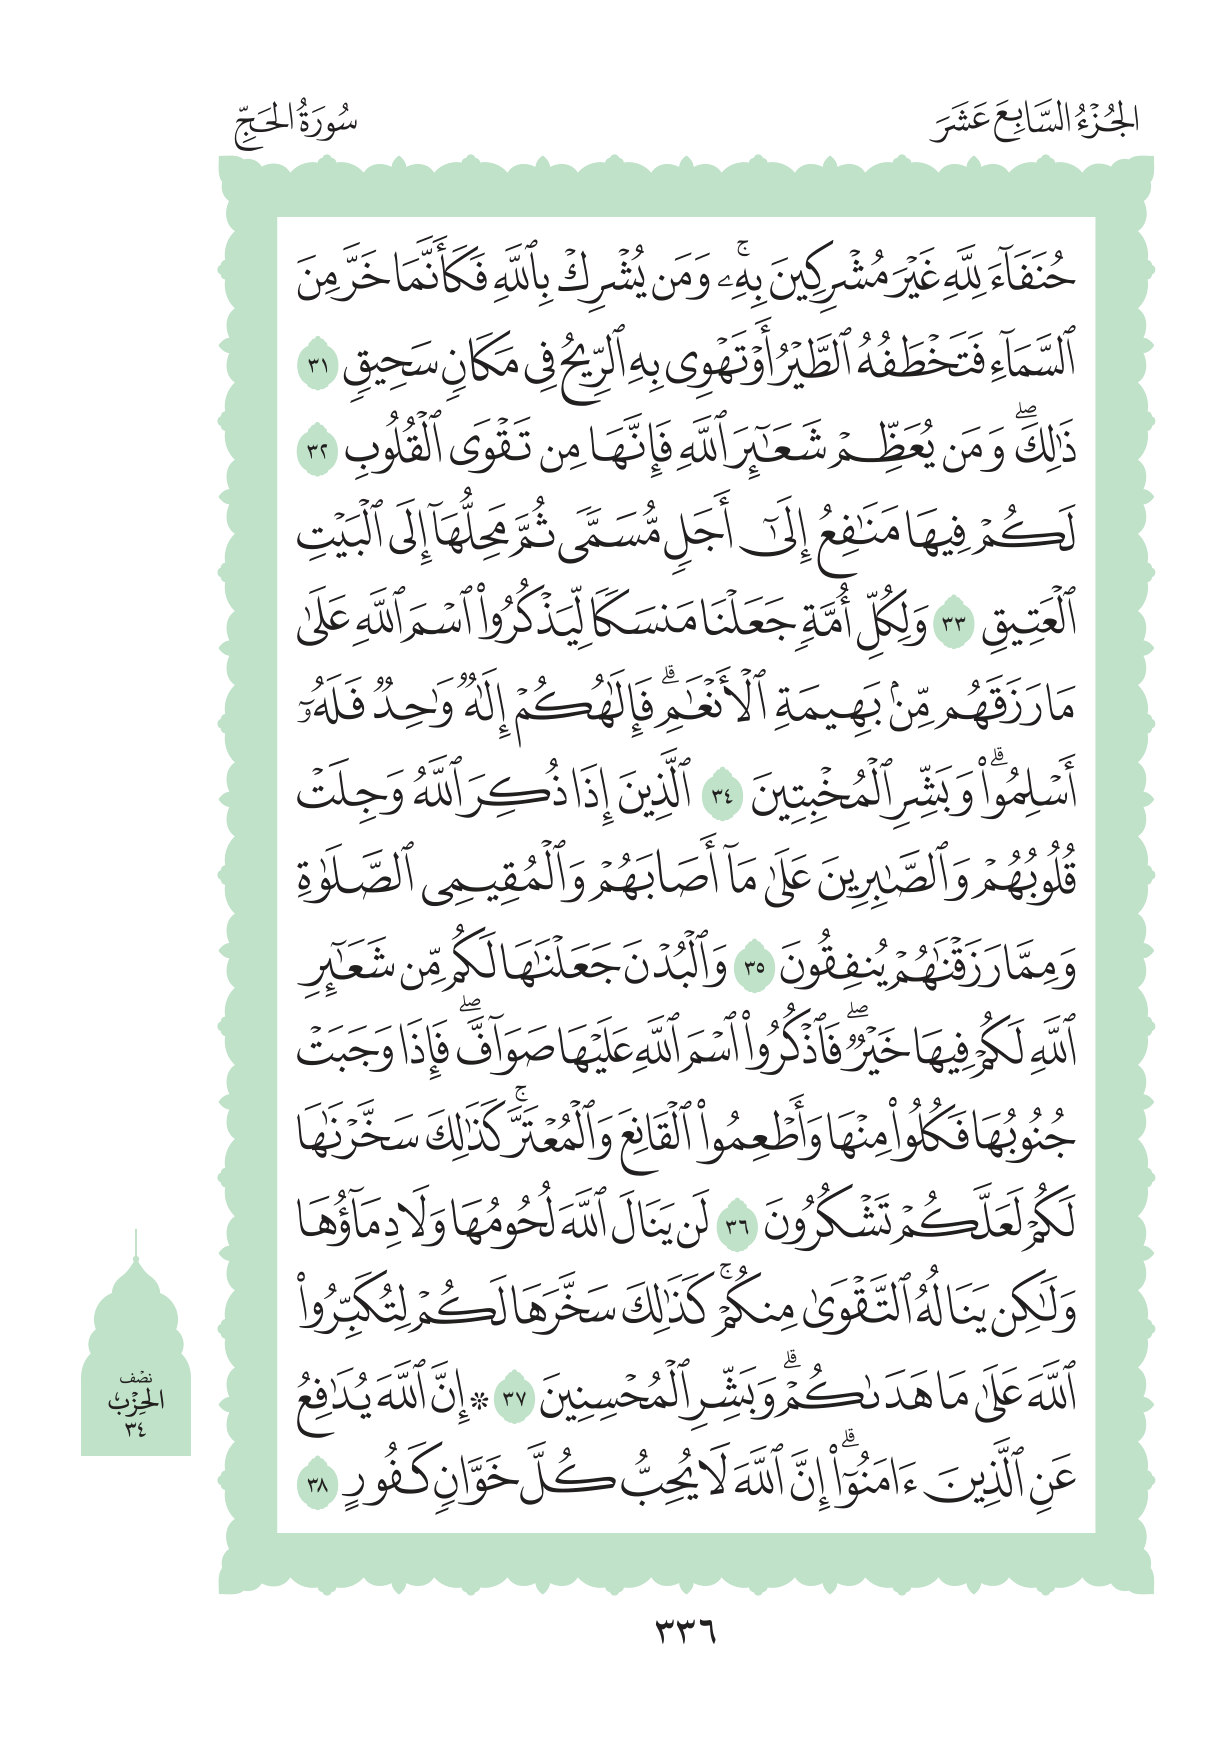 الجُزْءُ السَّابِعَ عَشَرَ
سُورَةُ الحَجِّ
حُنَفَآءَ لِلَّهِ غَيْرَ مُشْرِكِينَ بِهِۦۚ وَمَن يُشْرِكْ بِٱللَّهِ فَكَأَنَّمَا خَرَّ مِنَ
ٱلسَّمَآءِ فَتَخْطَفُهُ ٱلطَّيْرُ أَوْ تَهْوِى بِهِ ٱلرِّيحُ فِى مَكَانٖ سَحِيقٖ ٣١
ذَٰلِكَۖ وَمَن يُعَظِّمْ شَعَٰٓئِرَ ٱللَّهِ فَإِنَّهَا مِن تَقْوَى ٱلْقُلُوبِ ٣٢
لَكُمْ فِيهَا مَنَٰفِعُ إِلَىٰٓ أَجَلٖ مُّسَمّٗى ثُمَّ مَحِلُّهَآ إِلَى ٱلْبَيْتِ
ٱلْعَتِيقِ ٣٣ وَلِكُلِّ أُمَّةٖ جَعَلْنَا مَنسَكٗا لِّيَذْكُرُوا۟ ٱسْمَ ٱللَّهِ عَلَىٰ
مَا رَزَقَهُم مِّنۢ بَهِيمَةِ ٱلْأَنْعَٰمِۗ فَإِلَٰهُكُمْ إِلَٰهٞ وَٰحِدٞ فَلَهُۥٓ
أَسْلِمُوا۟ۗ وَبَشِّرِ ٱلْمُخْبِتِينَ ٣٤ ٱلَّذِينَ إِذَا ذُكِرَ ٱللَّهُ وَجِلَتْ
قُلُوبُهُمْ وَٱلصَّٰبِرِينَ عَلَىٰ مَآ أَصَابَهُمْ وَٱلْمُقِيمِى ٱلصَّلَوٰةِ
وَمِمَّا رَزَقْنَٰهُمْ يُنفِقُونَ ٣٥ وَٱلْبُدْنَ جَعَلْنَٰهَا لَكُم مِّن شَعَٰٓئِرِ
ٱللَّهِ لَكُمْ فِيهَا خَيْرٞۖ فَٱذْكُرُوا۟ ٱسْمَ ٱللَّهِ عَلَيْهَا صَوَآفَّۖ فَإِذَا وَجَبَتْ
جُنُوبُهَا فَكُلُوا۟ مِنْهَا وَأَطْعِمُوا۟ ٱلْقَانِعَ وَٱلْمُعْتَرَّۚ كَذَٰلِكَ سَخَّرْنَٰهَا
لَكُمْ لَعَلَّكُمْ تَشْكُرُونَ ٣٦ لَن يَنَالَ ٱللَّهَ لُحُومُهَا وَلَا دِمَآؤُهَا
وَلَٰكِن يَنَالُهُ ٱلتَّقْوَىٰ مِنكُمْۚ كَذَٰلِكَ سَخَّرَهَا لَكُمْ لِتُكَبِّرُوا۟
ٱللَّهَ عَلَىٰ مَا هَدَىٰكُمْۗ وَبَشِّرِ ٱلْمُحْسِنِينَ ٣٧ ۞ إِنَّ ٱللَّهَ يُدَٰفِعُ
عَنِ ٱلَّذِينَ ءَامَنُوٓا۟ۗ إِنَّ ٱللَّهَ لَا يُحِبُّ كُلَّ خَوَّانٖ كَفُورٍ ٣٨
نصْف
الحِزْبُ
٣٤
٣٣٦